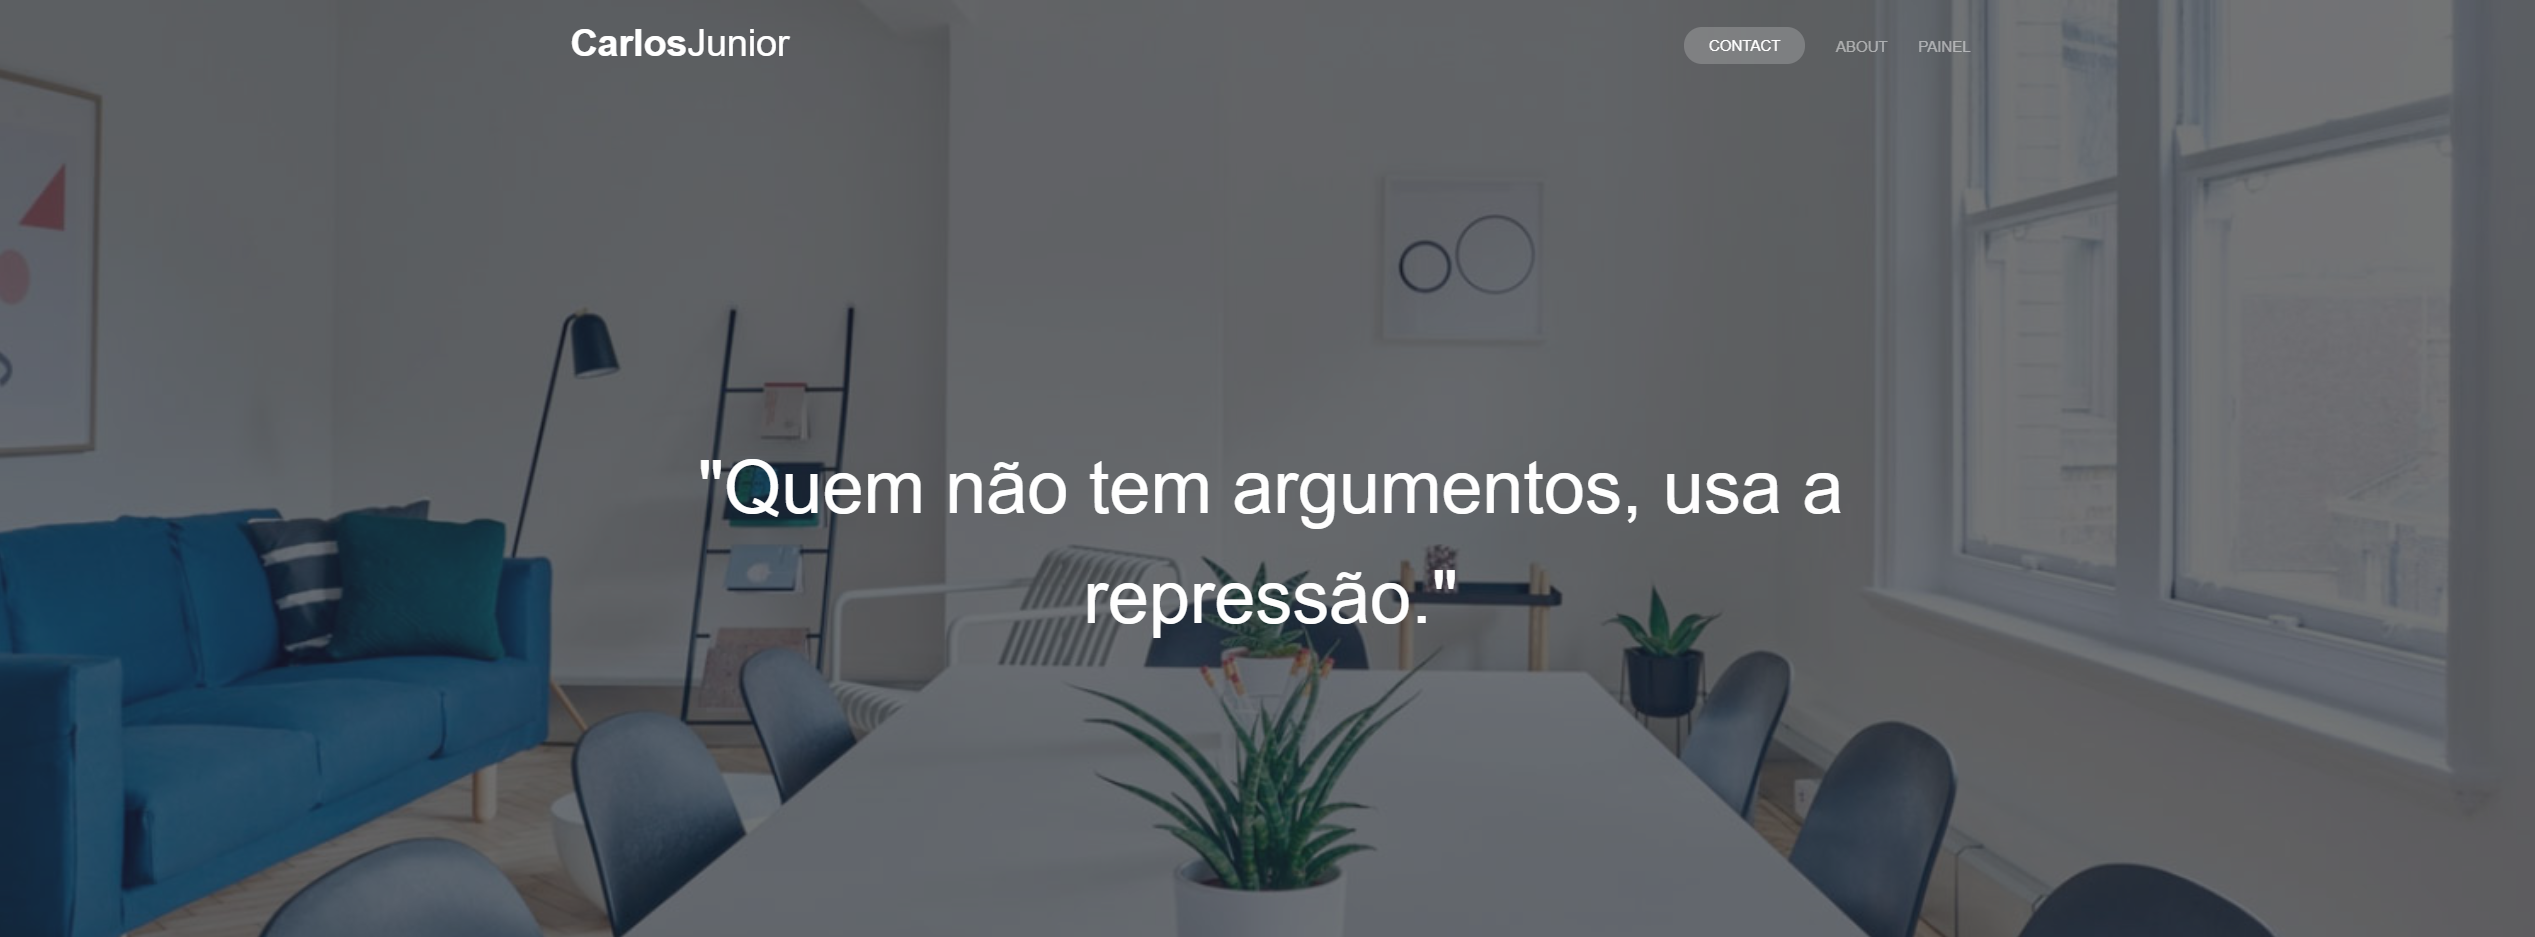 CarlosJunior
CONTACT ABOUT PAINEL
"Quem não tem argumentos, usa a
repressão."